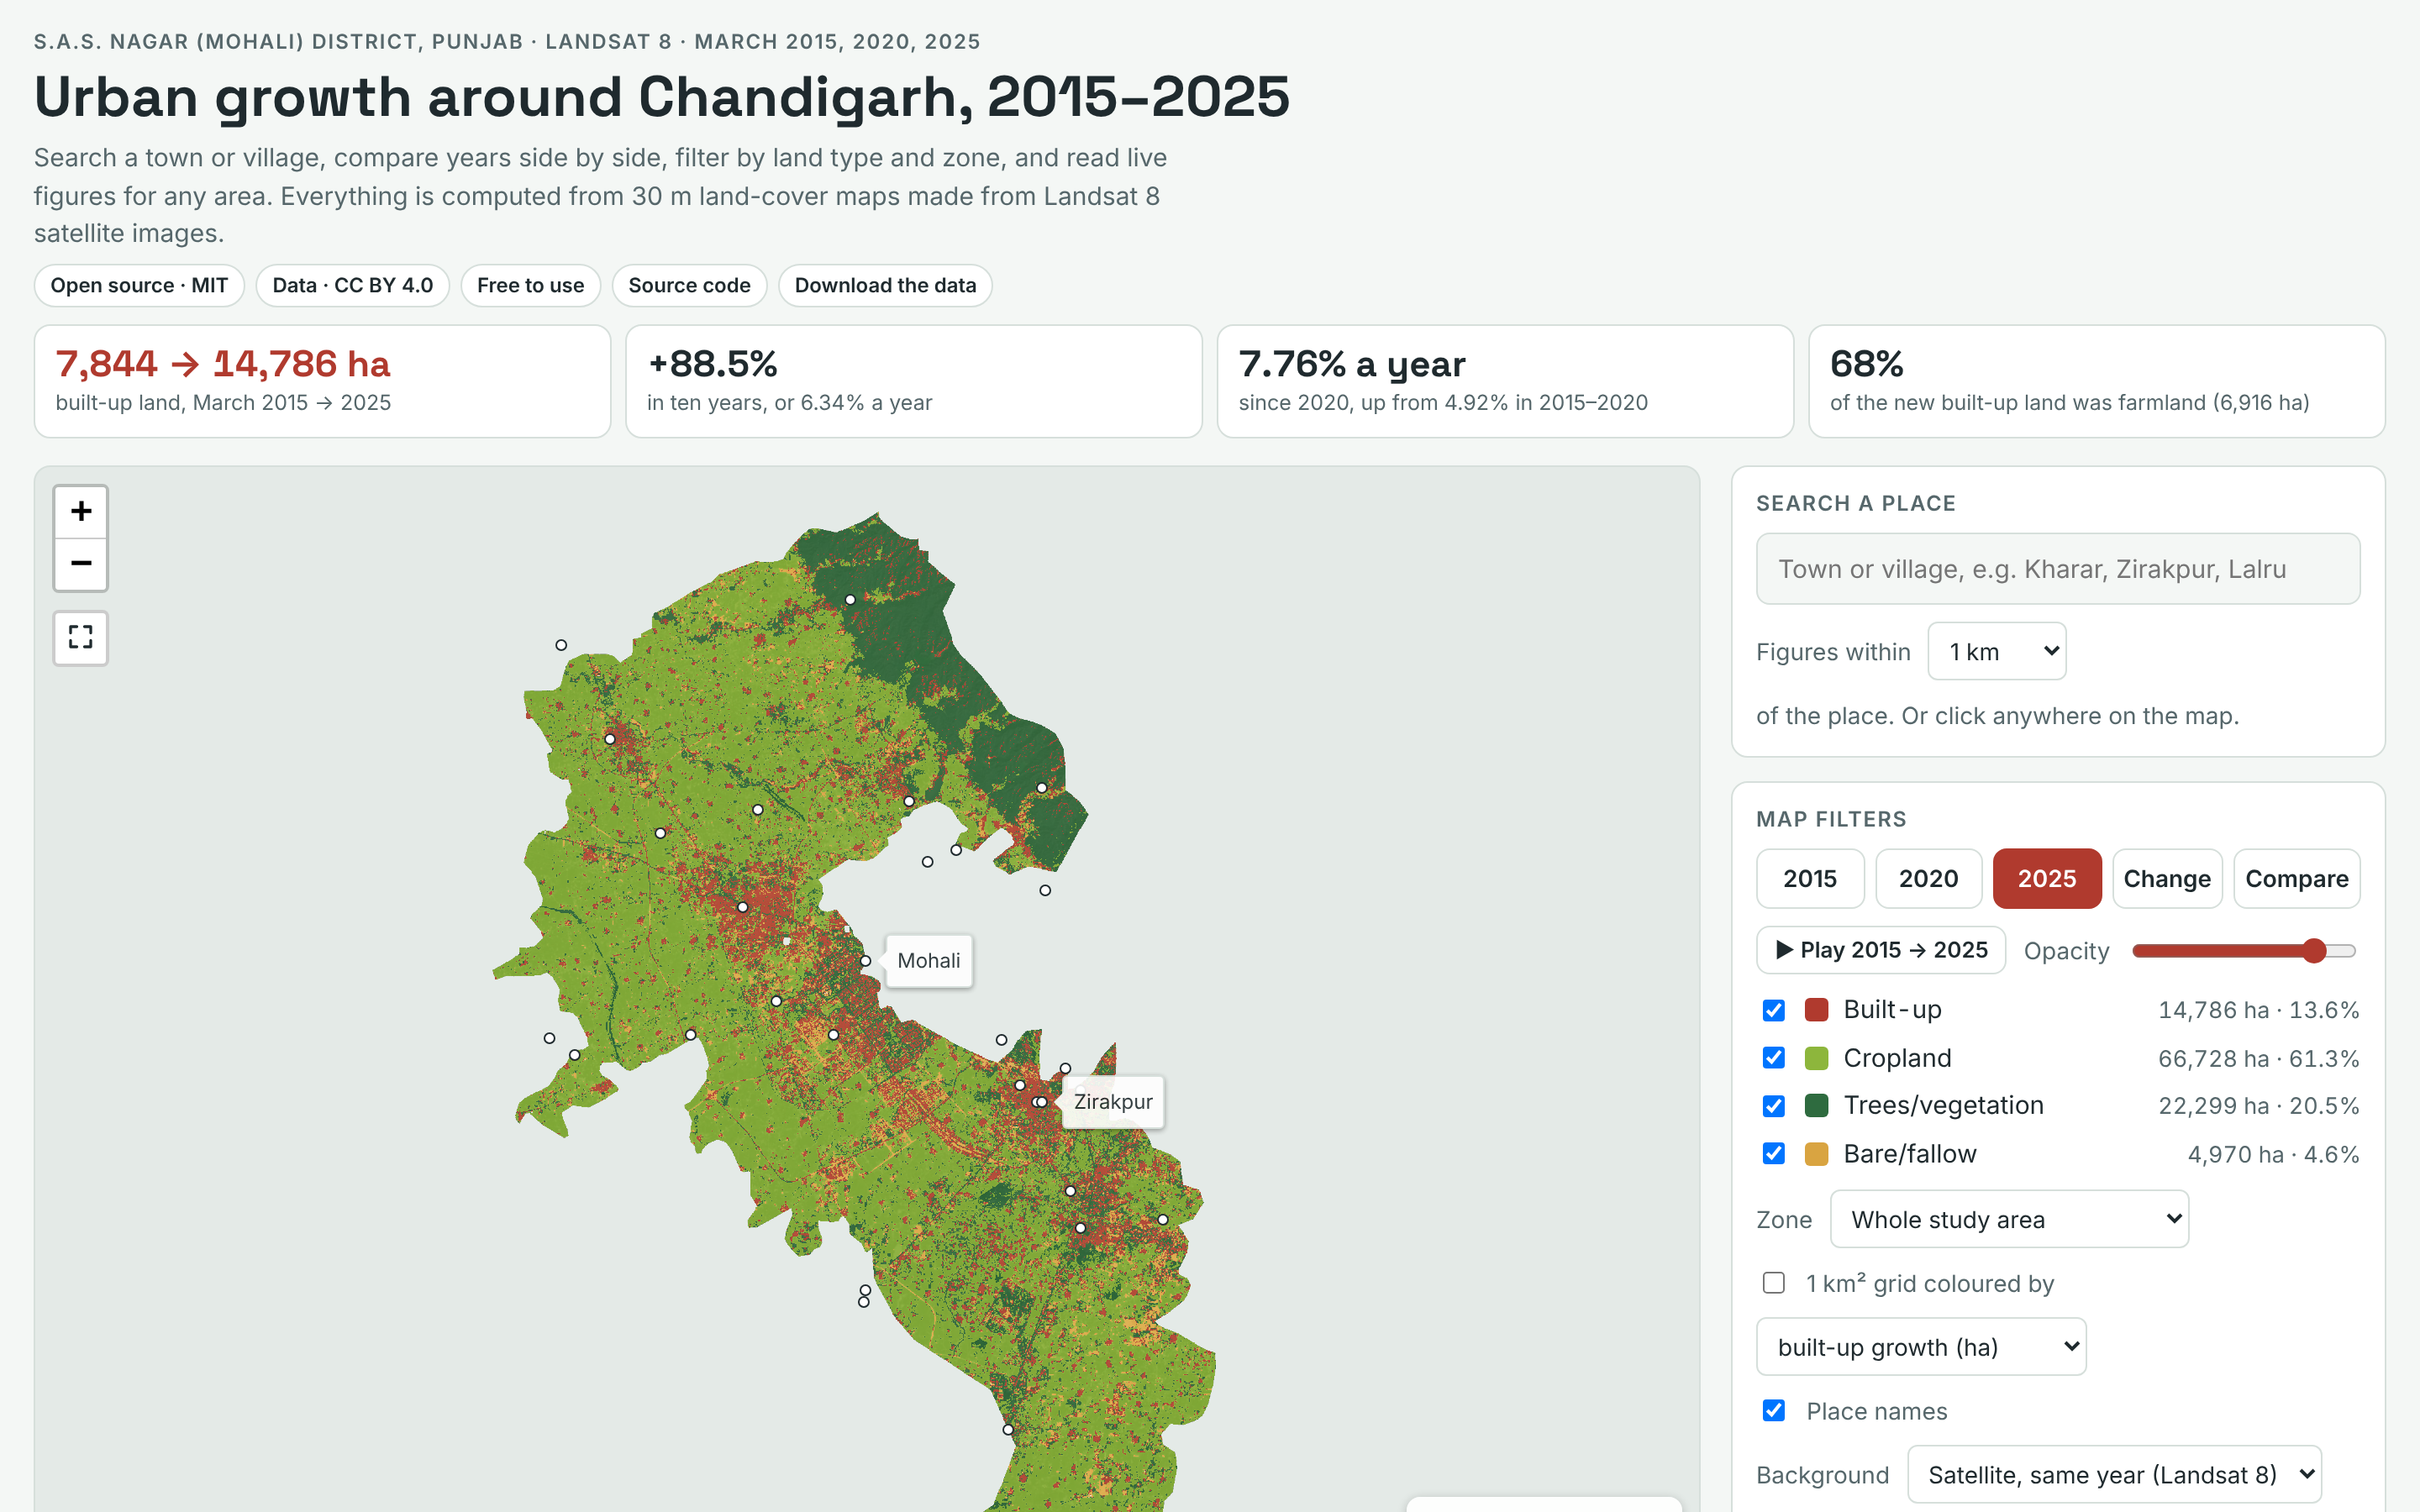 S.A.S. NAGAR (MOHALI) DISTRICT, PUNJAB · LANDSAT 8 · MARCH 2015, 2020, 2025
Urban growth around Chandigarh, 2015–2025
Search a town or village, compare years side by side, filter by land type and zone, and read live
figures for any area. Everything is computed from 30 m land-cover maps made from Landsat 8
satellite images.
Open source · MIT
Data · CC BY 4.0
Free to use
Source code
Download the data
7,844 → 14,786 ha
built-up land, March 2015 → 2025
+88.5%
in ten years, or 6.34% a year
7.76% a year
since 2020, up from 4.92% in 2015–2020
68%
of the new built-up land was farmland (6,916 ha)
+
−
Mohali
Zirakpur
SEARCH A PLACE
Town or village, e.g. Kharar, Zirakpur, Lalru
Figures within 1 km
of the place. Or click anywhere on the map.
MAP FILTERS
2015 2020 2025 Change Compare
▶ Play 2015 → 2025 Opacity
Built-up 14,786 ha · 13.6%
Cropland 66,728 ha · 61.3%
Trees/vegetation 22,299 ha · 20.5%
Bare/fallow 4,970 ha · 4.6%
Zone Whole study area
1 km² grid coloured by
built-up growth (ha)
Place names
Background Satellite, same year (Landsat 8)